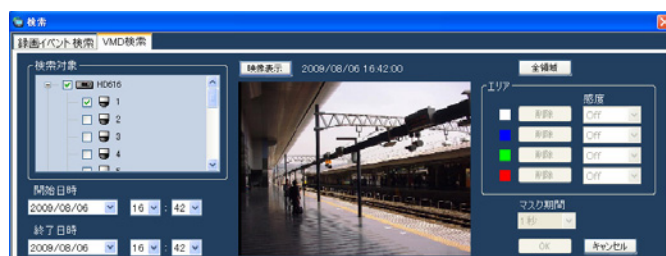 検索
録画イベント検索 VMD検索
検索対象
HD616
1
2
3
4
開始日時
2009/08/06 16 : 42
終了日時
2009/08/06 16 : 42
映像表示 2009/08/06 16:42:00
全領域
エリア
感度
削除 Off
削除 Off
削除 Off
削除 Off
マスク期間
1秒
OK キャンセル